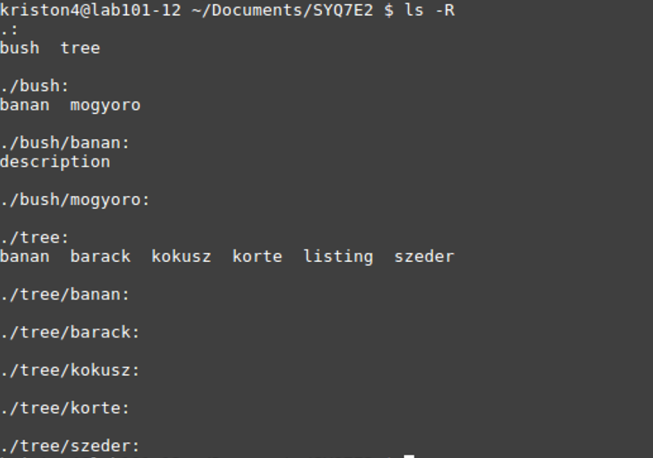 kriston4@lab101-12 ~/Documents/SYQ7E2 $ ls -R
.:
bush  tree
./bush:
banan  mogyoro
./bush/banan:
description
./bush/mogyoro:
./tree:
banan  barack  kokusz  korte  listing  szeder
./tree/banan:
./tree/barack:
./tree/kokusz:
./tree/korte:
./tree/szeder: